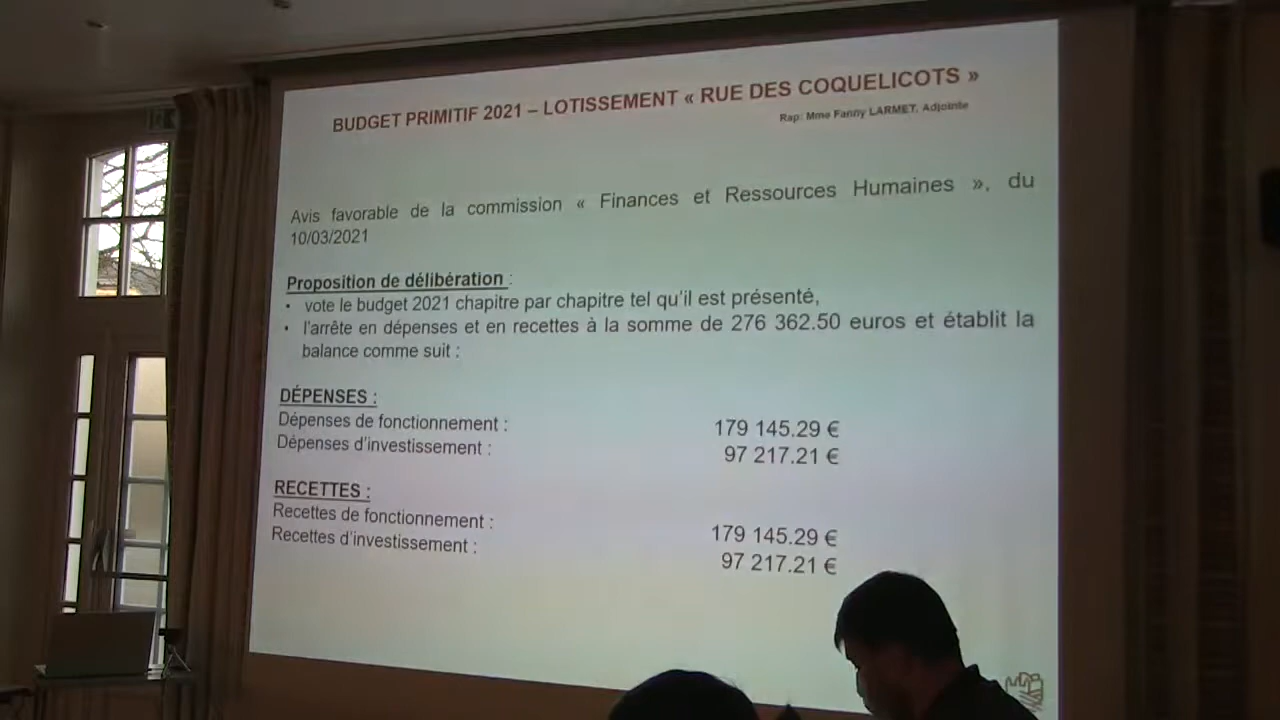 BUDGET PRIMITIF 2021 – LOTISSEMENT « RUE DES COQUELICOTS »
Rap: Mme Fanny LARMET, Adjointe
Avis favorable de la commission « Finances et Ressources Humaines », du
10/03/2021
Proposition de délibération :
• vote le budget 2021 chapitre par chapitre tel qu'il est présenté,
• l'arrête en dépenses et en recettes à la somme de 276 362.50 euros et établit la
balance comme suit :
DÉPENSES :
Dépenses de fonctionnement : 179 145.29 €
Dépenses d'investissement : 97 217.21 €
RECETTES :
Recettes de fonctionnement : 179 145.29 €
Recettes d'investissement : 97 217.21 €